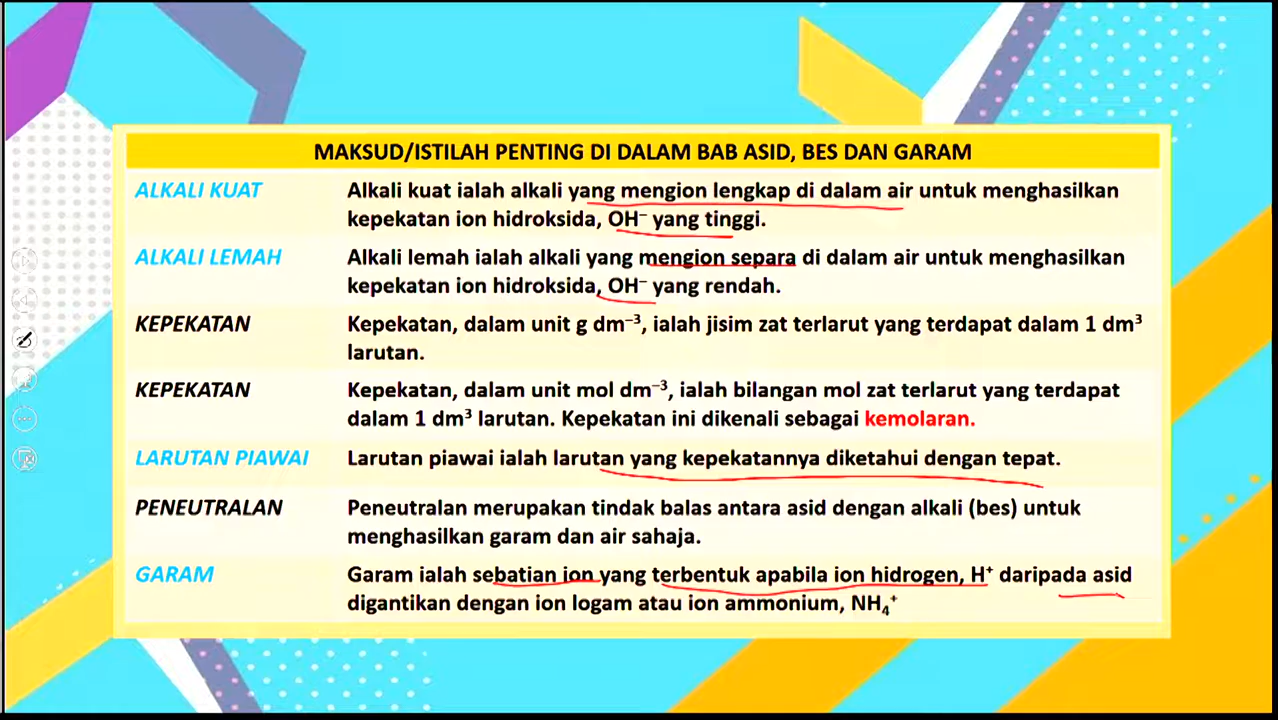 MAKSUD/ISTILAH PENTING DI DALAM BAB ASID, BES DAN GARAM
ALKALI KUAT
Alkali kuat ialah alkali yang mengion lengkap di dalam air untuk menghasilkan
kepekatan ion hidroksida, OH⁻ yang tinggi.
ALKALI LEMAH
Alkali lemah ialah alkali yang mengion separa di dalam air untuk menghasilkan
kepekatan ion hidroksida, OH⁻ yang rendah.
KEPEKATAN
Kepekatan, dalam unit g dm⁻³, ialah jisim zat terlarut yang terdapat dalam 1 dm³
larutan.
KEPEKATAN
Kepekatan, dalam unit mol dm⁻³, ialah bilangan mol zat terlarut yang terdapat
dalam 1 dm³ larutan. Kepekatan ini dikenali sebagai kemolaran.
LARUTAN PIAWAI
Larutan piawai ialah larutan yang kepekatannya diketahui dengan tepat.
PENEUTRALAN
Peneutralan merupakan tindak balas antara asid dengan alkali (bes) untuk
menghasilkan garam dan air sahaja.
GARAM
Garam ialah sebatian ion yang terbentuk apabila ion hidrogen, H⁺ daripada asid
digantikan dengan ion logam atau ion ammonium, NH₄⁺